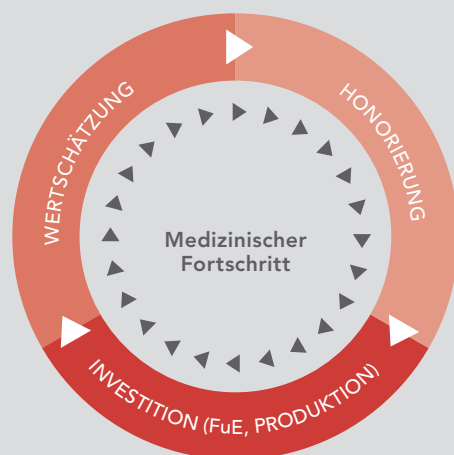 WERTSCHÄTZUNG
HONORIERUNG
Medizinischer
Fortschritt
INVESTITION (FuE, PRODUKTION)